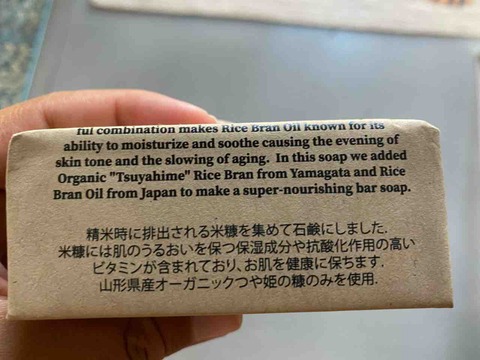 ful combination makes Rice Bran Oil known for its
ability to moisturize and soothe causing the evening of
skin tone and the slowing of aging. In this soap we added
Organic "Tsuyahime" Rice Bran from Yamagata and Rice
Bran Oil from Japan to make a super-nourishing bar soap.
精米時に排出される米糠を集めて石鹸にしました.
米糠には肌のうるおいを保つ保湿成分や抗酸化作用の高い
ビタミンが含まれており、お肌を健康に保ちます.
山形県産オーガニックつや姫の糠のみを使用.